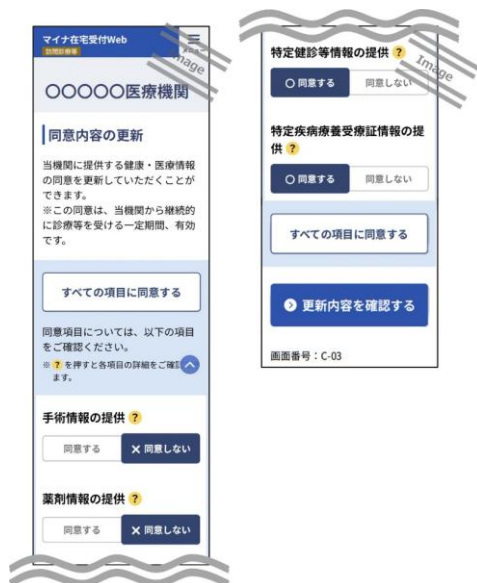 マイナ在宅受付Web
訪問診療等
メニュー
Image
〇〇〇〇〇医療機関
同意内容の更新
当機関に提供する健康・医療情報
の同意を更新していただくことが
できます。
※この同意は、当機関から継続的
に診療等を受ける一定期間、有効
です。
すべての項目に同意する
同意項目については、以下の項目
をご確認ください。
※ ? を押すと各項目の詳細をご確認
ます。
手術情報の提供 ?
同意する × 同意しない
薬剤情報の提供 ?
同意する × 同意しない
特定健診等情報の提供 ?
Image
〇 同意する 同意しない
特定疾病療養受療証情報の提
供 ?
〇 同意する 同意しない
すべての項目に同意する
更新内容を確認する
画面番号：C-03